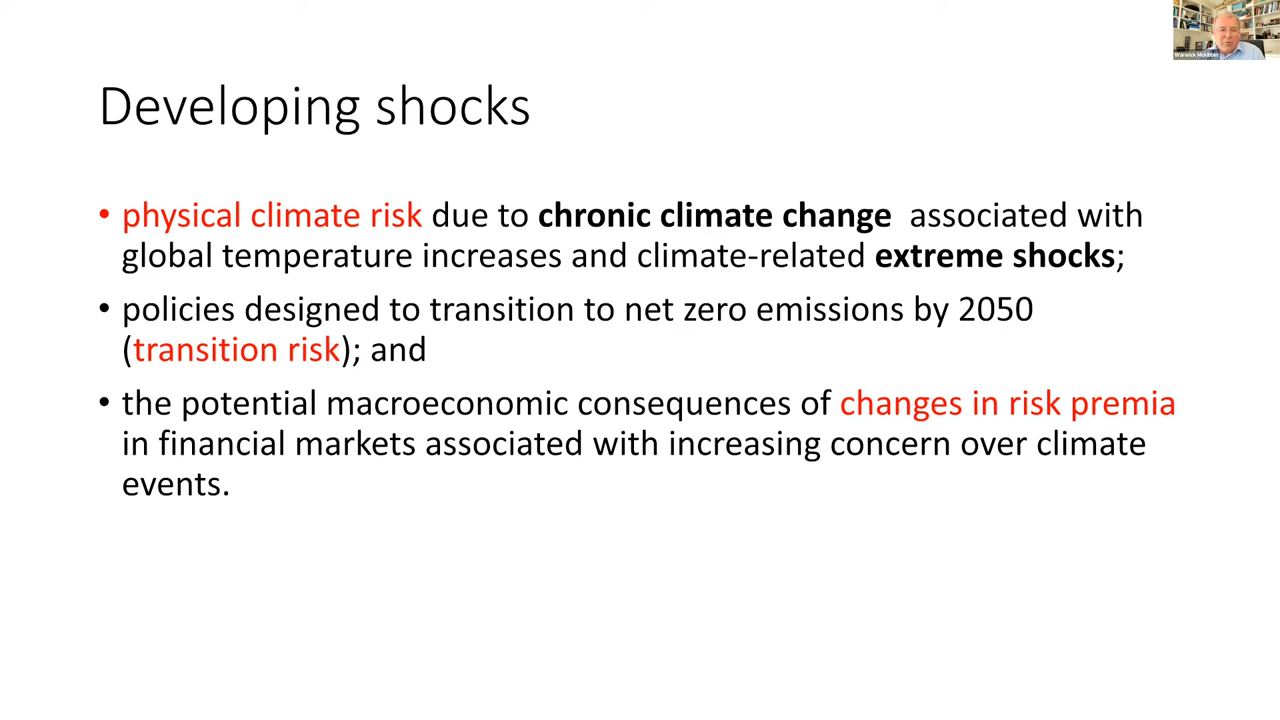 Warwick McKibbin
Developing shocks
• physical climate risk due to chronic climate change associated with
global temperature increases and climate-related extreme shocks;
• policies designed to transition to net zero emissions by 2050
(transition risk); and
• the potential macroeconomic consequences of changes in risk premia
in financial markets associated with increasing concern over climate
events.